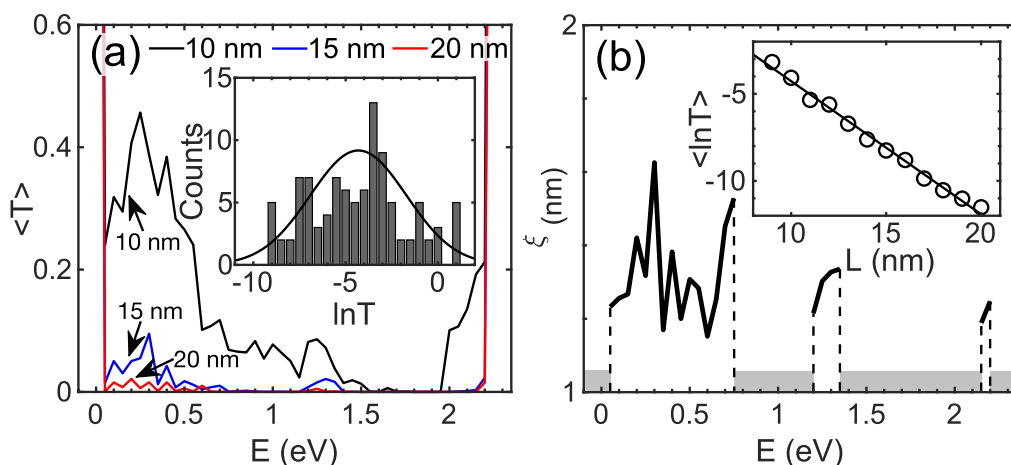 (a)
10 nm 15 nm 20 nm
<T>
0.6
0.4
0.2
0
0 0.5 1 1.5 2
E (eV)
10 nm
15 nm
20 nm
Counts
15
10
5
0
-10 -5 0
lnT
(b)
ξ (nm)
2
1
0 0.5 1 1.5 2
E (eV)
<lnT>
-5
-10
10 15 20
L (nm)